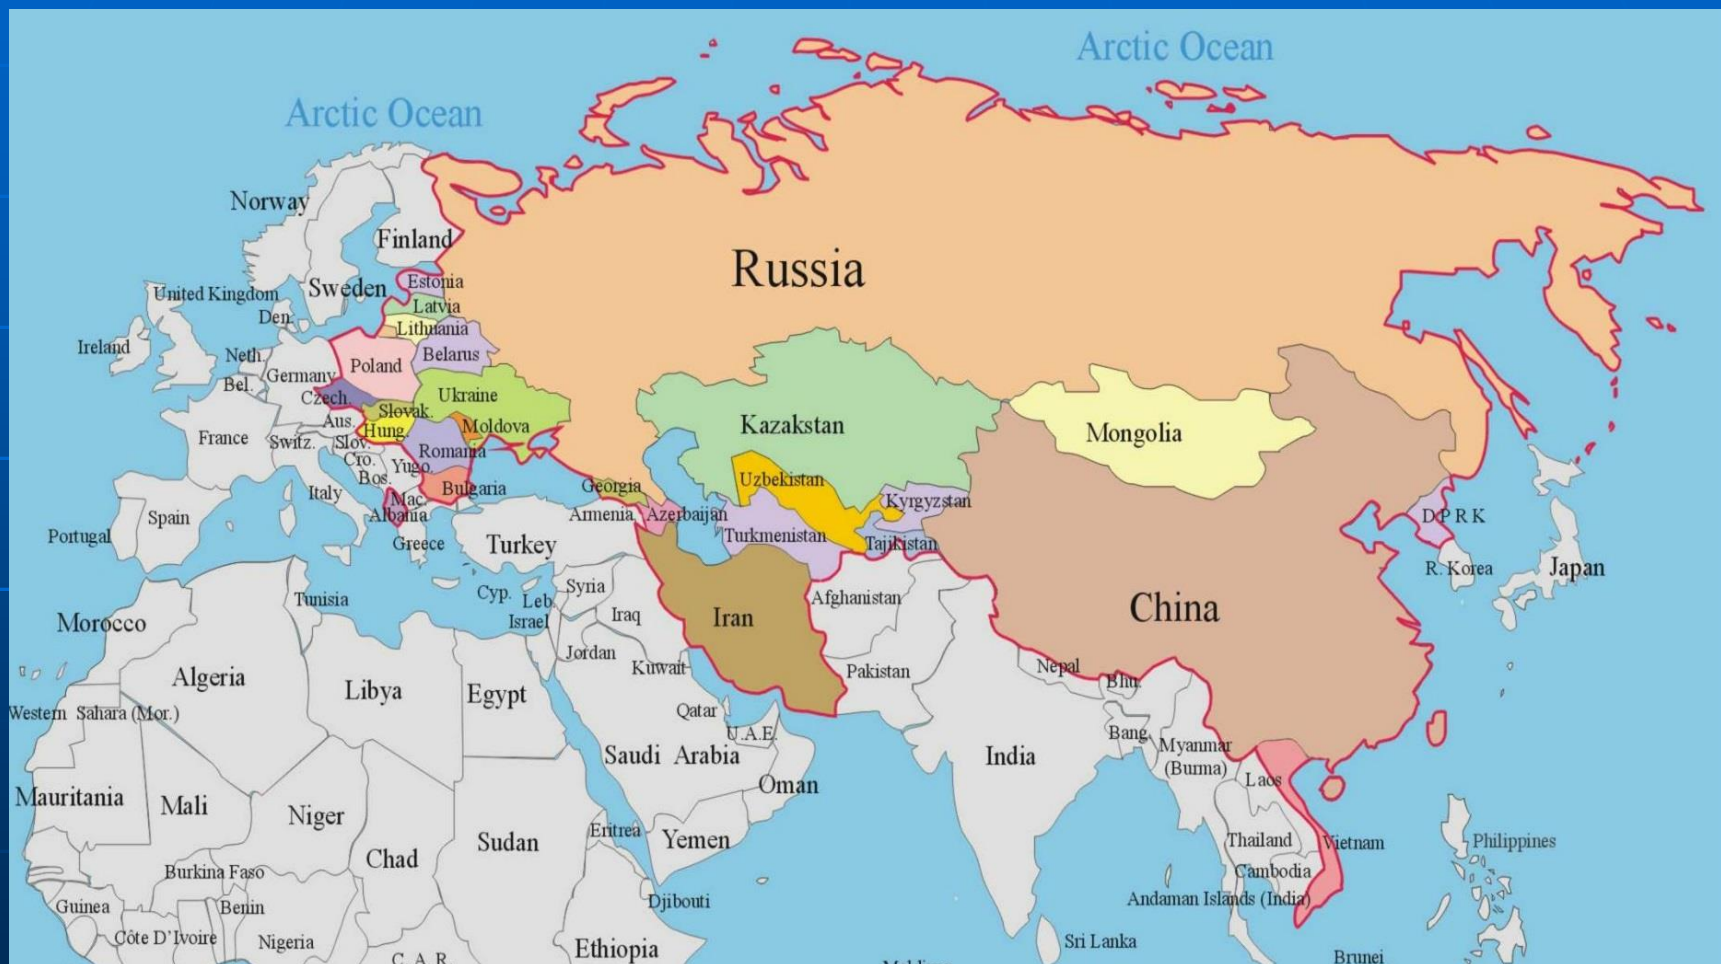 Arctic Ocean
Arctic Ocean
Norway
Finland
Russia
Estonia
Sweden
United Kingdom
Latvia
Den.
Lithuania
Ireland
Neth.
Belarus
Poland
Germany
Bel.
Ukraine
Czech.
Slovak.
Aus.
Moldova
Kazakstan
Hung.
Mongolia
France
Switz.
Slov.
Romania
Cro.
Yugo.
Bos.
Uzbekistan
Georgia
Bulgaria
Italy
Mac.
Kyrgyzstan
Albania
Armenia
Azerbaijan
D P R K
Spain
Portugal
Turkmenistan
Greece
Turkey
Tajikistan
R. Korea
Japan
Syria
Cyp.
Leb.
Tunisia
Afghanistan
China
Iraq
Iran
Israel
Morocco
Jordan
Kuwait
Nepal
Pakistan
Algeria
Bhu.
Libya
Egypt
Western Sahara (Mor.)
Qatar
U.A.E.
Bang.
Myanmar
(Burma)
Saudi Arabia
India
Laos
Oman
Mauritania
Mali
Niger
Eritrea
Yemen
Thailand
Vietnam
Philippines
Sudan
Chad
Burkina Faso
Cambodia
Andaman Islands (India)
Djibouti
Guinea
Benin
Côte D’Ivoire
Nigeria
Ethiopia
Sri Lanka
Brunei
C. A. R.